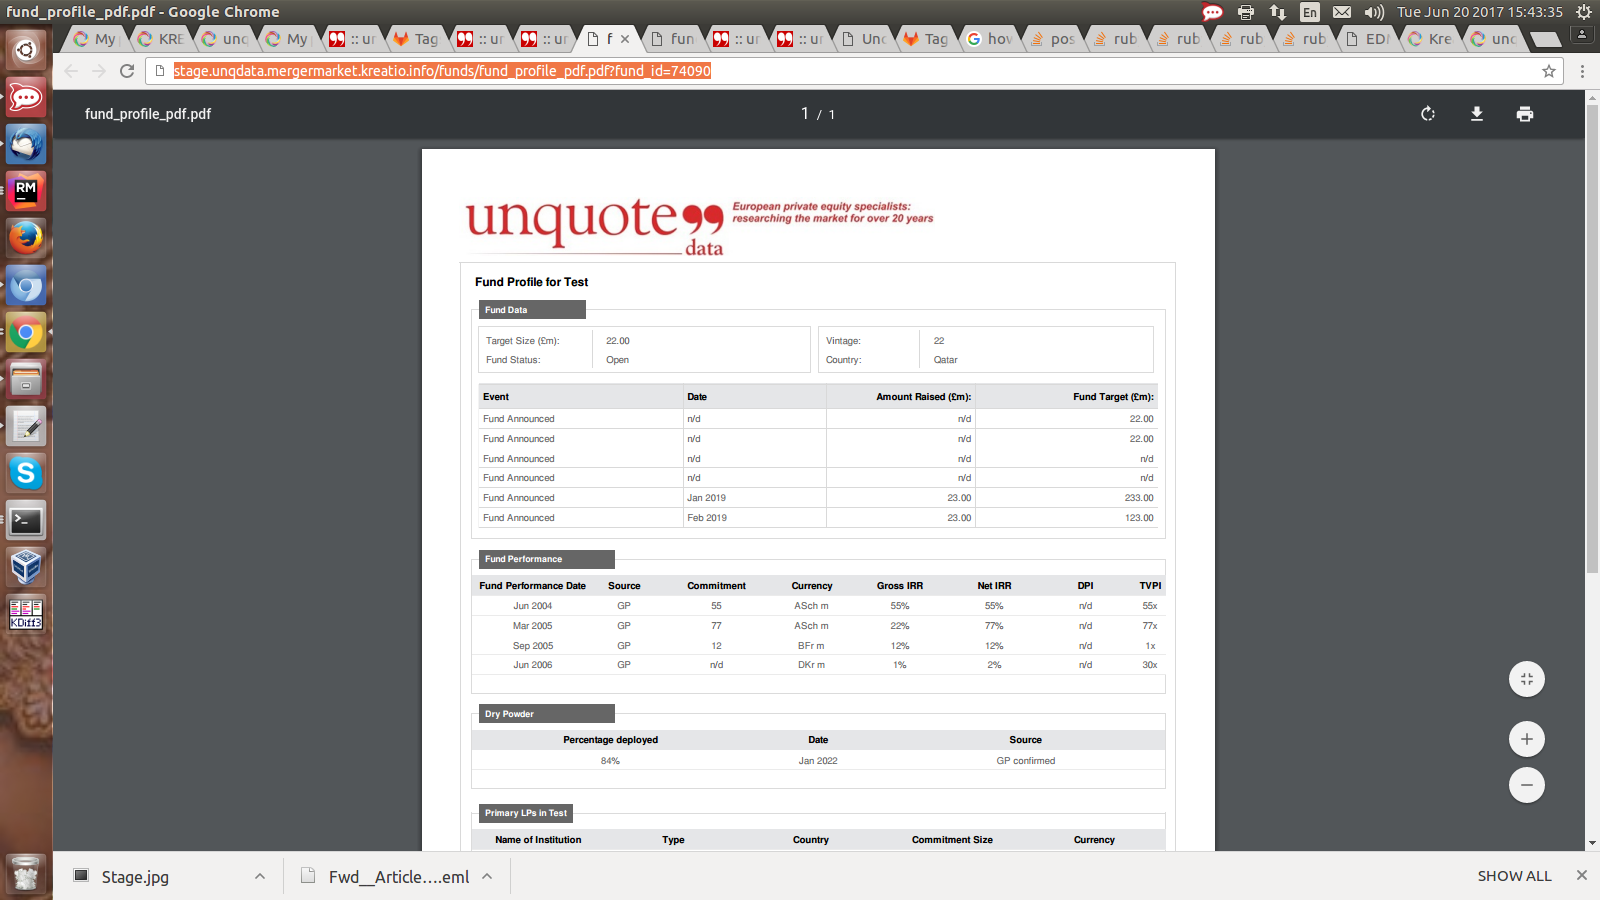 fund_profile_pdf.pdf - Google Chrome
En
Tue Jun 20 2017 15:43:35
My
KRE
unq
My
:: ur
Tag
:: ur
:: ur
f
fun
:: ur
:: ur
Unc
Tag
hov
pos
rub
rub
rub
rub
EDI
Kre
unc
stage.unqdata.mergermarket.kreatio.info/funds/fund_profile_pdf.pdf?fund_id=74090
fund_profile_pdf.pdf
1 / 1
unquote
data
European private equity specialists:
researching the market for over 20 years
Fund Profile for Test
Fund Data
Target Size (£m): 22.00 Vintage: 22
Fund Status: Open Country: Qatar
Event Date Amount Raised (£m): Fund Target (£m):
Fund Announced n/d n/d 22.00
Fund Announced n/d n/d 22.00
Fund Announced n/d n/d n/d
Fund Announced n/d n/d n/d
Fund Announced Jan 2019 23.00 233.00
Fund Announced Feb 2019 23.00 123.00
Fund Performance
Fund Performance Date Source Commitment Currency Gross IRR Net IRR DPI TVPI
Jun 2004 GP 55 ASch m 55% 55% n/d 55x
Mar 2005 GP 77 ASch m 22% 77% n/d 77x
Sep 2005 GP 12 BFr m 12% 12% n/d 1x
Jun 2006 GP n/d DKr m 1% 2% n/d 30x
Dry Powder
Percentage deployed Date Source
84% Jan 2022 GP confirmed
Primary LPs in Test
Name of Institution Type Country Commitment Size Currency
RM
S
KDiff3
Stage.jpg
Fwd__Article....eml
SHOW ALL